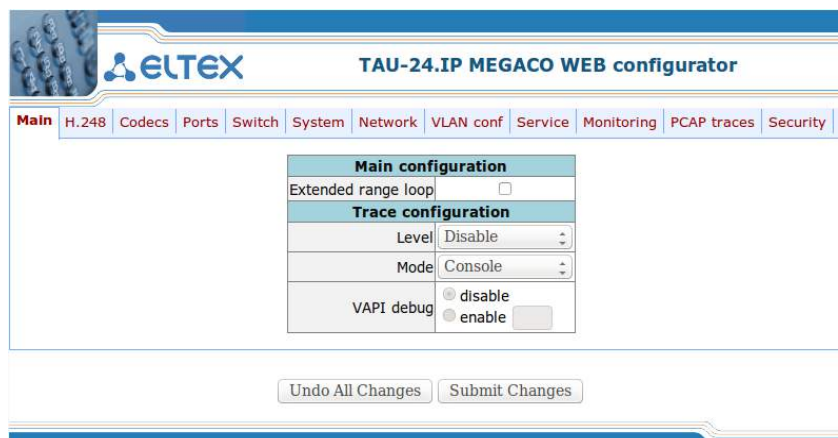 ELTEX
TAU-24.IP MEGACO WEB configurator
Main H.248 Codecs Ports Switch System Network VLAN conf Service Monitoring PCAP traces Security
Main configuration
Extended range loop
Trace configuration
Level Disable
Mode Console
VAPI debug disable
enable
Undo All Changes Submit Changes